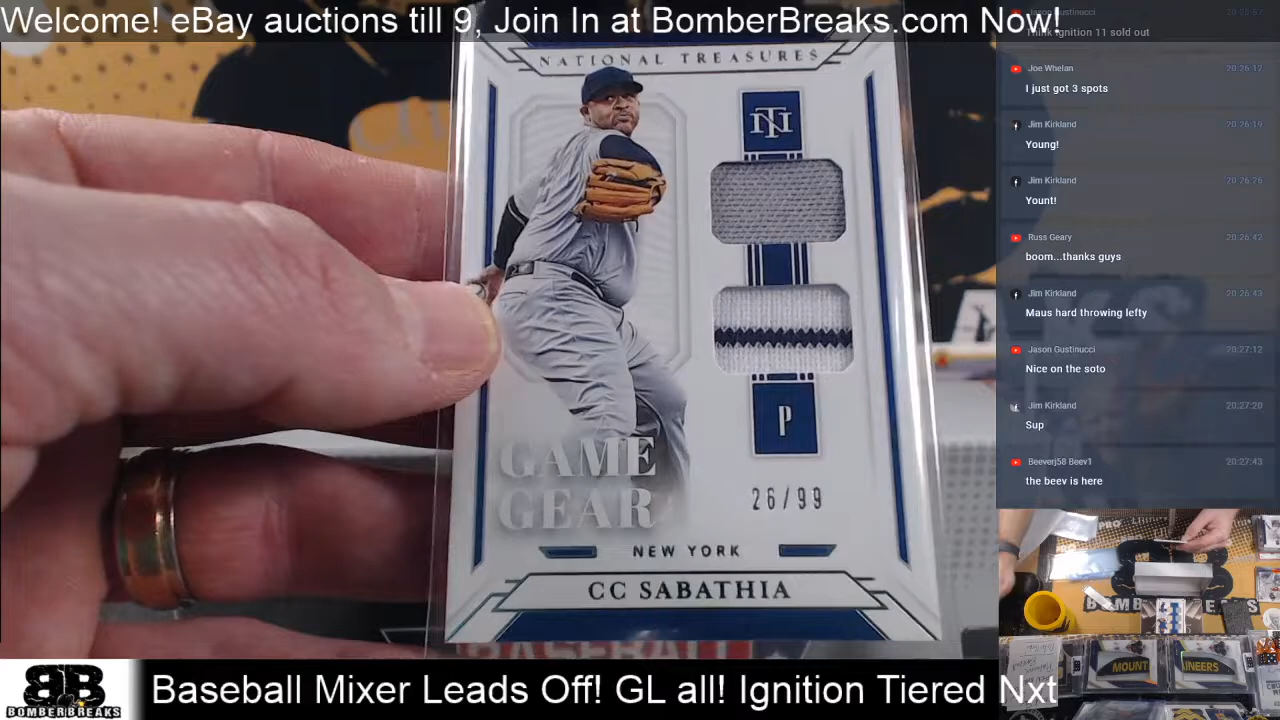 Welcome! eBay auctions till 9, Join In at BomberBreaks.com Now!
NATIONAL TREASURES
NT
P
GAME
GEAR
26/99
NEW YORK
CC SABATHIA
BASEBALL
Think Ignition 11 sold out
Joe Whelan 20:26:12
I just got 3 spots
Jim Kirkland 20:26:19
Young!
Jim Kirkland 20:26:26
Yount!
Russ Geary 20:26:42
boom...thanks guys
Jim Kirkland 20:26:43
Maus hard throwing lefty
Jason Gustinucci 20:27:12
Nice on the soto
Jim Kirkland 20:27:20
Sup
Beeverj58 Beev1 20:27:43
the beev is here
MOUNT
INEERS
BB
BOMBERBREAKS
Baseball Mixer Leads Off! GL all! Ignition Tiered Nxt